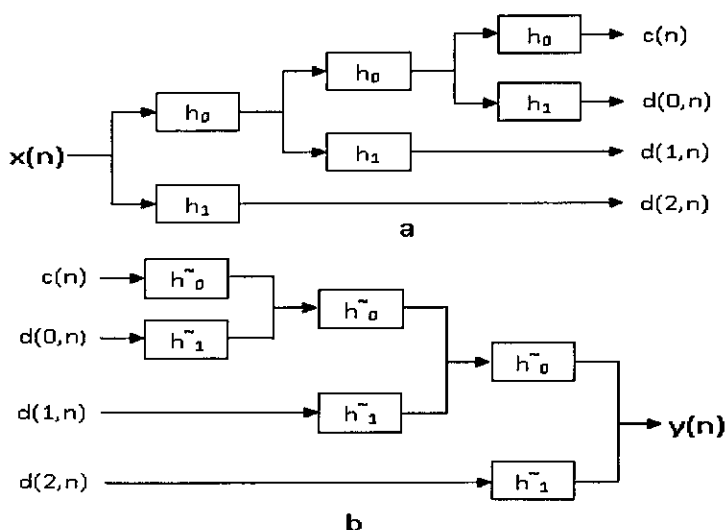 h₀ c(n)
h₀
h₀ h₁ d(0,n)
x(n) h₁ d(1,n)
h₁ d(2,n)
a
c(n) h˜₀
h˜₀
d(0,n) h˜₁
h˜₀
d(1,n) h˜₁
y(n)
d(2,n) h˜₁
b